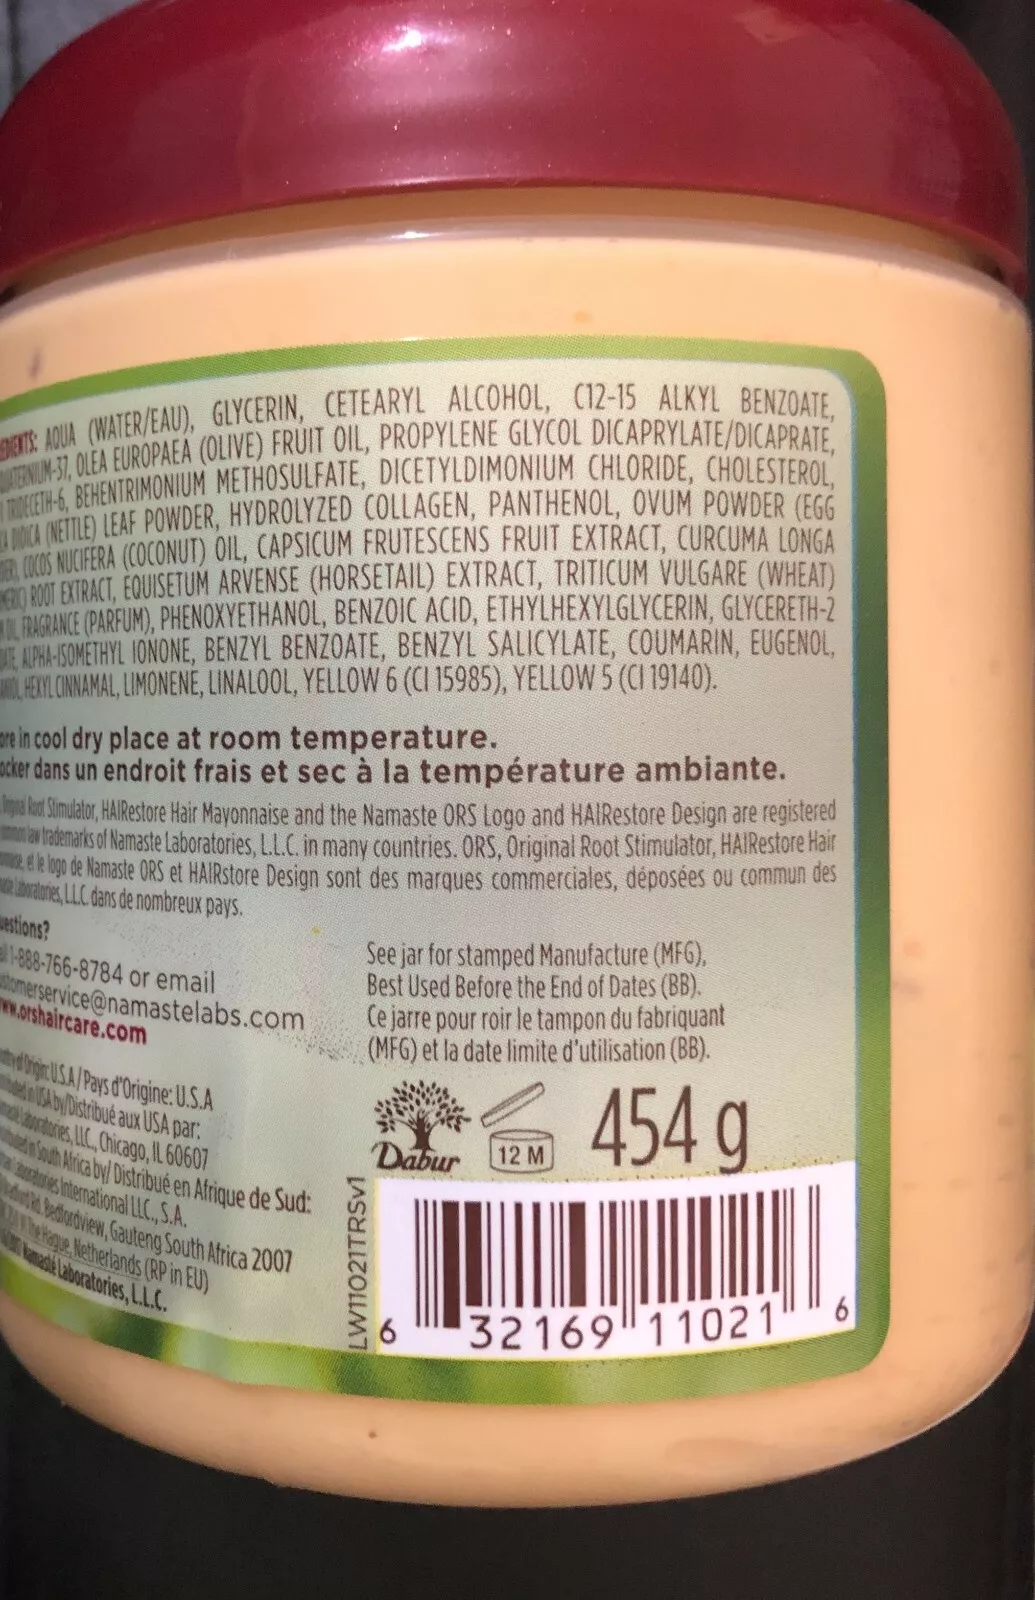 AQUA (WATER/EAU), GLYCERIN, CETEARYL ALCOHOL, C12-15 ALKYL BENZOATE,
OLEA EUROPAEA (OLIVE) FRUIT OIL, PROPYLENE GLYCOL DICAPRYLATE/DICAPRATE,
TRIDECETH-6, BEHENTRIMONIUM METHOSULFATE, DICETYLDIMONIUM CHLORIDE, CHOLESTEROL,
DIOICA (NETTLE) LEAF POWDER, HYDROLYZED COLLAGEN, PANTHENOL, OVUM POWDER (EGG
COCOS NUCIFERA (COCONUT) OIL, CAPSICUM FRUTESCENS FRUIT EXTRACT, CURCUMA LONGA
ROOT EXTRACT, EQUISETUM ARVENSE (HORSETAIL) EXTRACT, TRITICUM VULGARE (WHEAT)
FRAGRANCE (PARFUM), PHENOXYETHANOL, BENZOIC ACID, ETHYLHEXYLGLYCERIN, GLYCERETH-2
ALPHA-ISOMETHYL IONONE, BENZYL BENZOATE, BENZYL SALICYLATE, COUMARIN, EUGENOL,
HEXYL CINNAMAL, LIMONENE, LINALOOL, YELLOW 6 (CI 15985), YELLOW 5 (CI 19140).
in cool dry place at room temperature.
dans un endroit frais et sec à la température ambiante.
Root Stimulator, HAIRestore Hair Mayonnaise and the Namaste ORS Logo and HAIRestore Design are registered
law trademarks of Namaste Laboratories, L.L.C. in many countries. ORS, Original Root Stimulator, HAIRestore Hair
et le logo de Namaste ORS et HAIRstore Design sont des marques commerciales, déposées ou commun des
Laboratories, L.L.C. dans de nombreux pays.
uestions?
1-888-766-8784 or email
stomerservice@namastelabs.com
www.orshaircare.com
See jar for stamped Manufacture (MFG),
Best Used Before the End of Dates (BB).
Ce jarre pour roir le tampon du fabriquant
(MFG) et la date limite d'utilisation (BB).
Origin: U.S.A/Pays d'Origine: U.S.A
in USA by/Distribué aux USA par:
Laboratories, LLC., Chicago, IL 60607
in South Africa by/ Distribué en Afrique de Sud:
Laboratories International LLC., S.A.
Rd. Bedfordview, Gauteng South Africa 2007
The Hague, Netherlands (RP in EU)
Namasté Laboratories, L.L.C.
Dabur
12 M
454 g
LW11021TRSv1
6 32169 11021 6